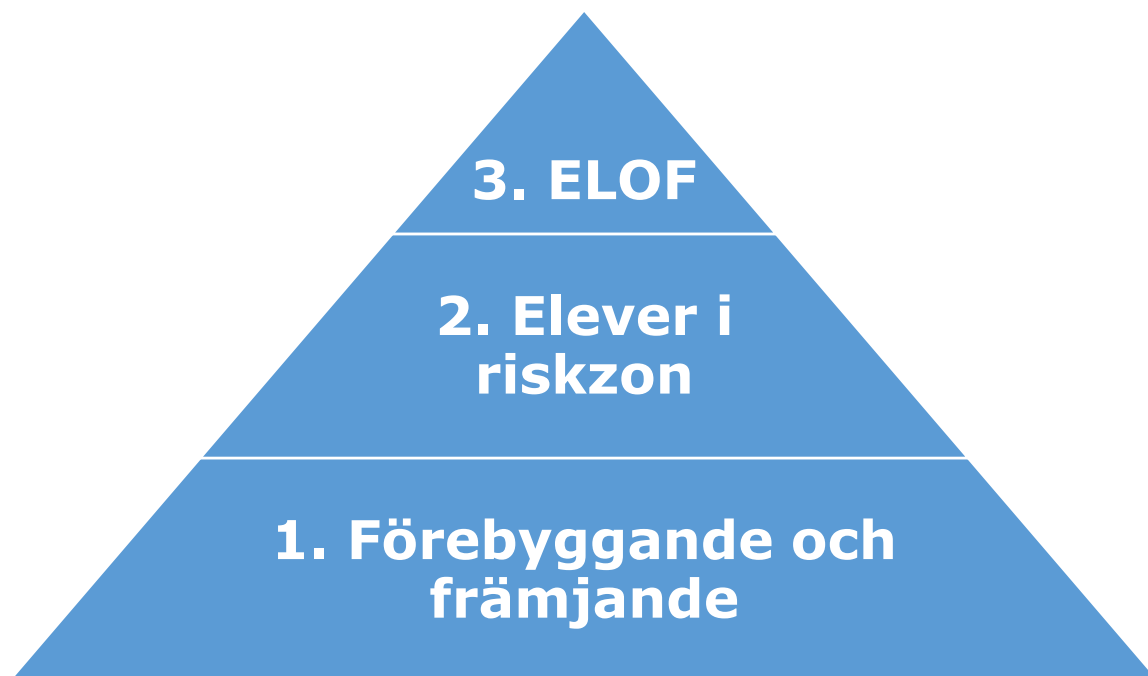 3. ELOF
2. Elever i
riskzon
1. Förebyggande och
främjande